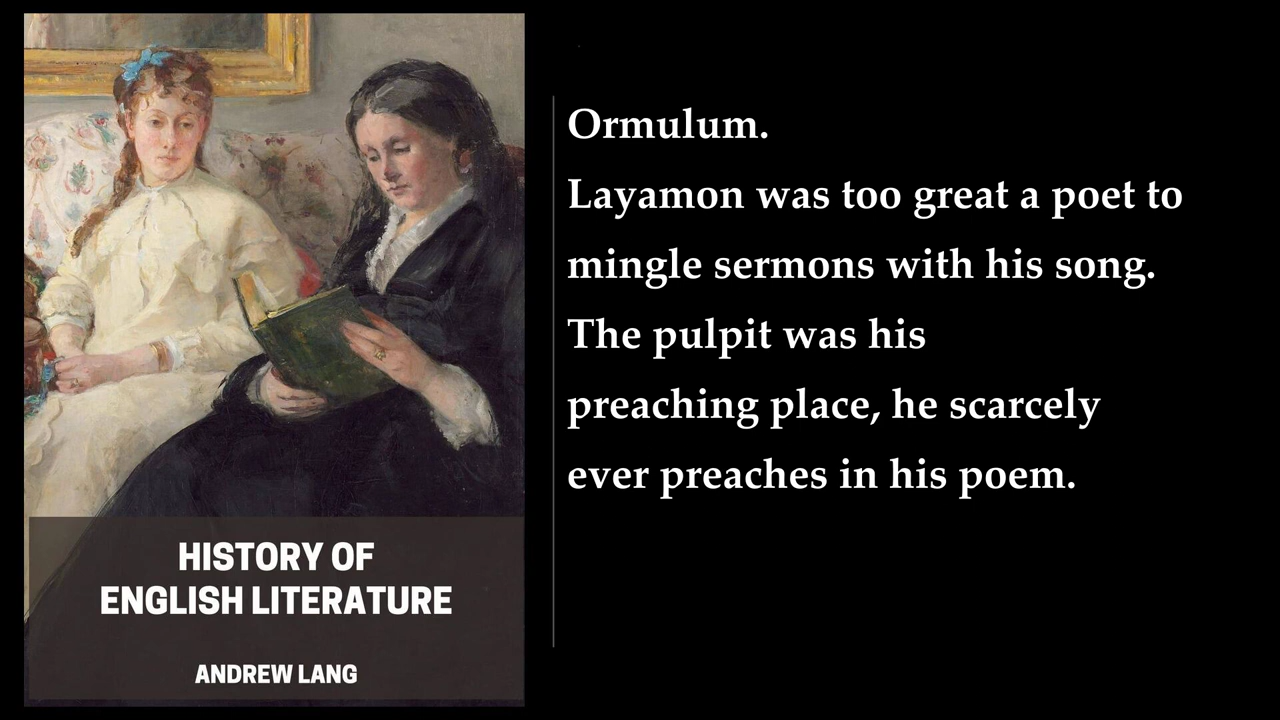 HISTORY OF
ENGLISH LITERATURE
ANDREW LANG
Ormulum.
Layamon was too great a poet to
mingle sermons with his song.
The pulpit was his
preaching place, he scarcely
ever preaches in his poem.